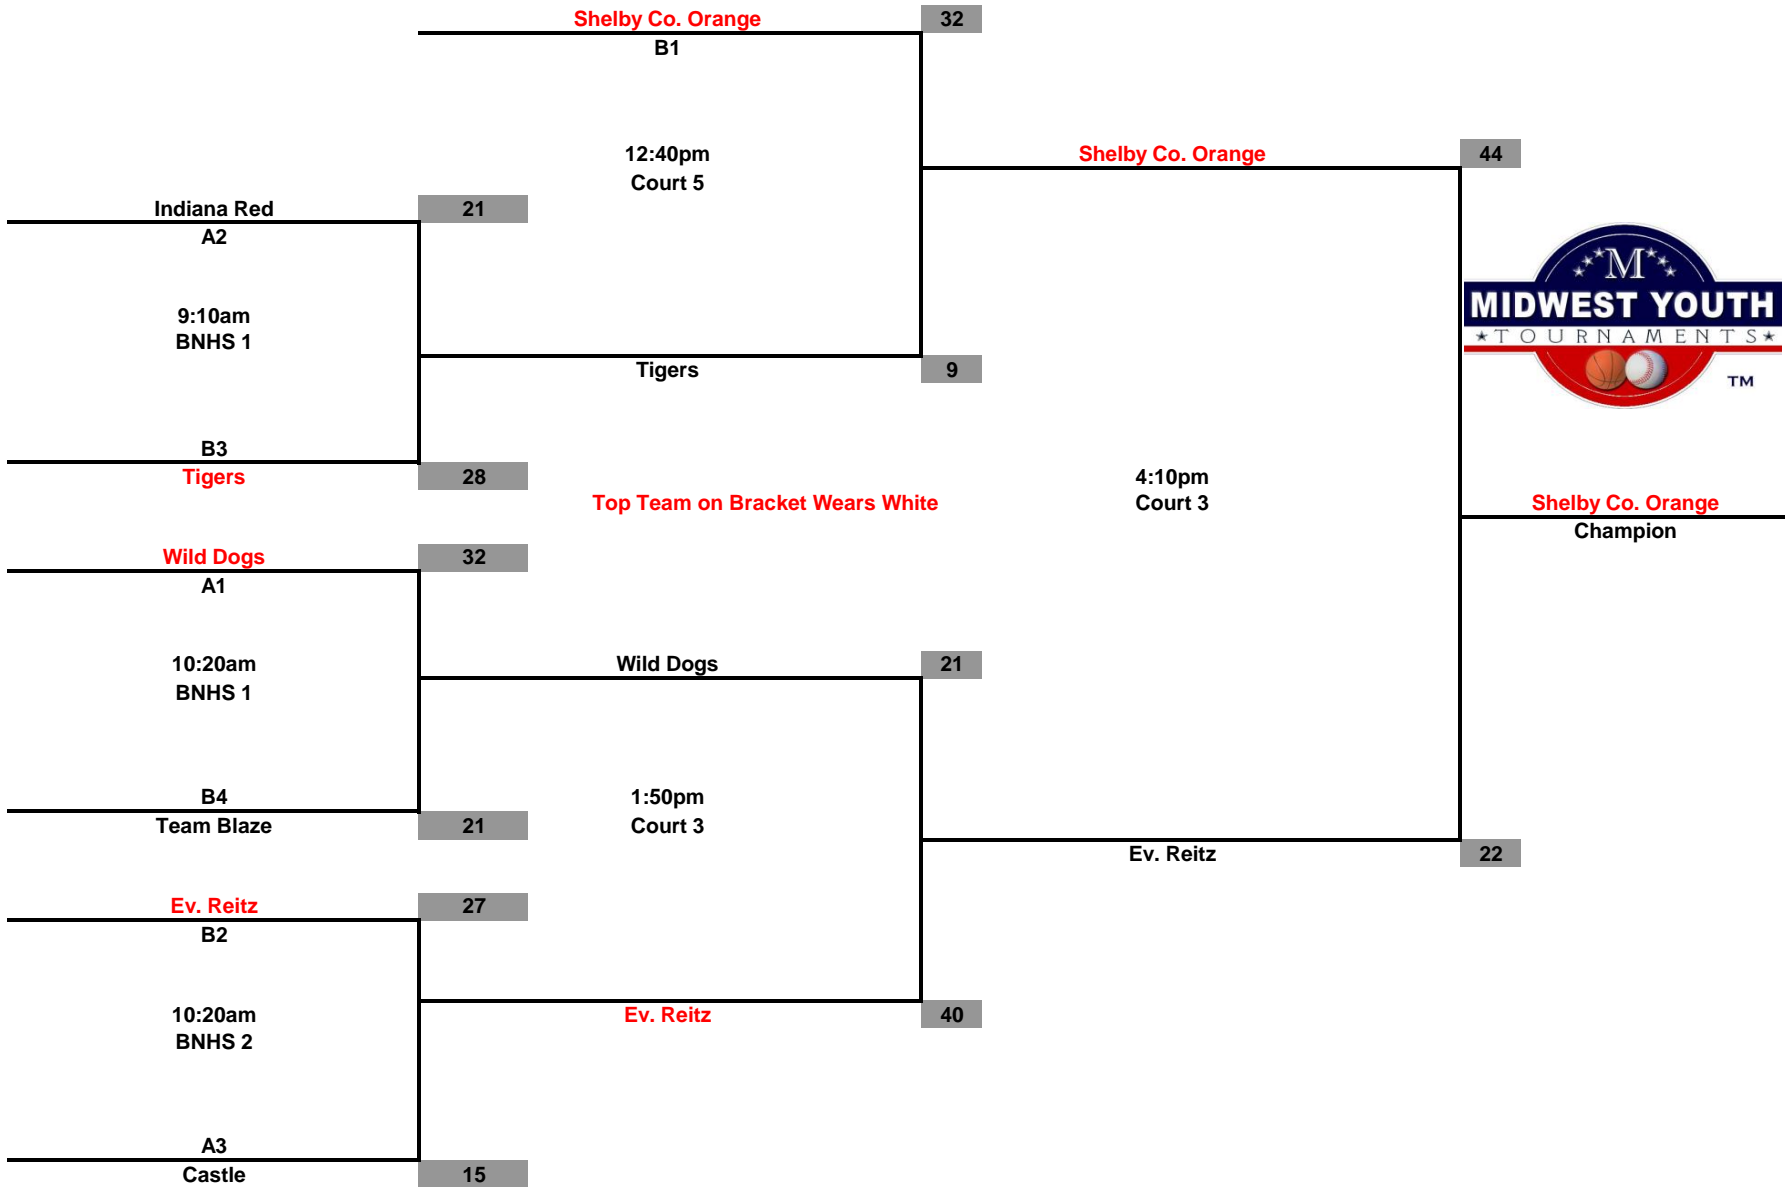 Shelby Co. Orange 32
B1
12:40pm
Court 5
Shelby Co. Orange 44
Indiana Red 21
A2
9:10am
BNHS 1
M
MIDWEST YOUTH
TOURNAMENTS
TM
Tigers 9
B3
Tigers 28
4:10pm
Court 3
Top Team on Bracket Wears White
Shelby Co. Orange
Champion
Wild Dogs 32
A1
10:20am
BNHS 1
Wild Dogs 21
B4
Team Blaze 21
1:50pm
Court 3
Ev. Reitz 22
Ev. Reitz 27
B2
10:20am
BNHS 2
Ev. Reitz 40
A3
Castle 15